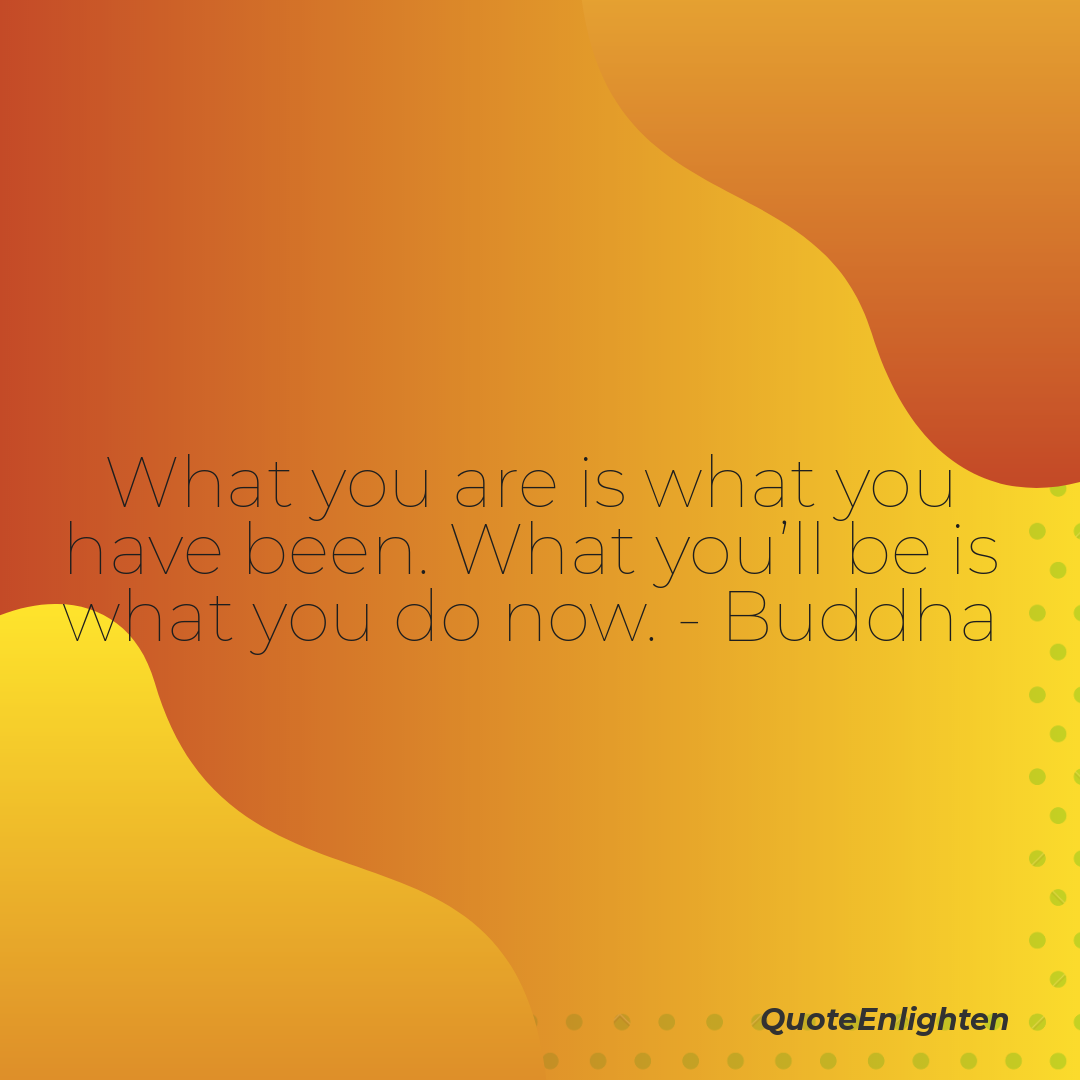 What you are is what you
have been. What you’ll be is
what you do now. - Buddha
QuoteEnlighten